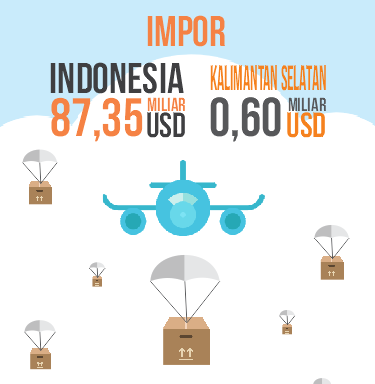 IMPOR
INDONESIA
87,35 MILIAR USD
KALIMANTAN SELATAN
0,60 MILIAR USD